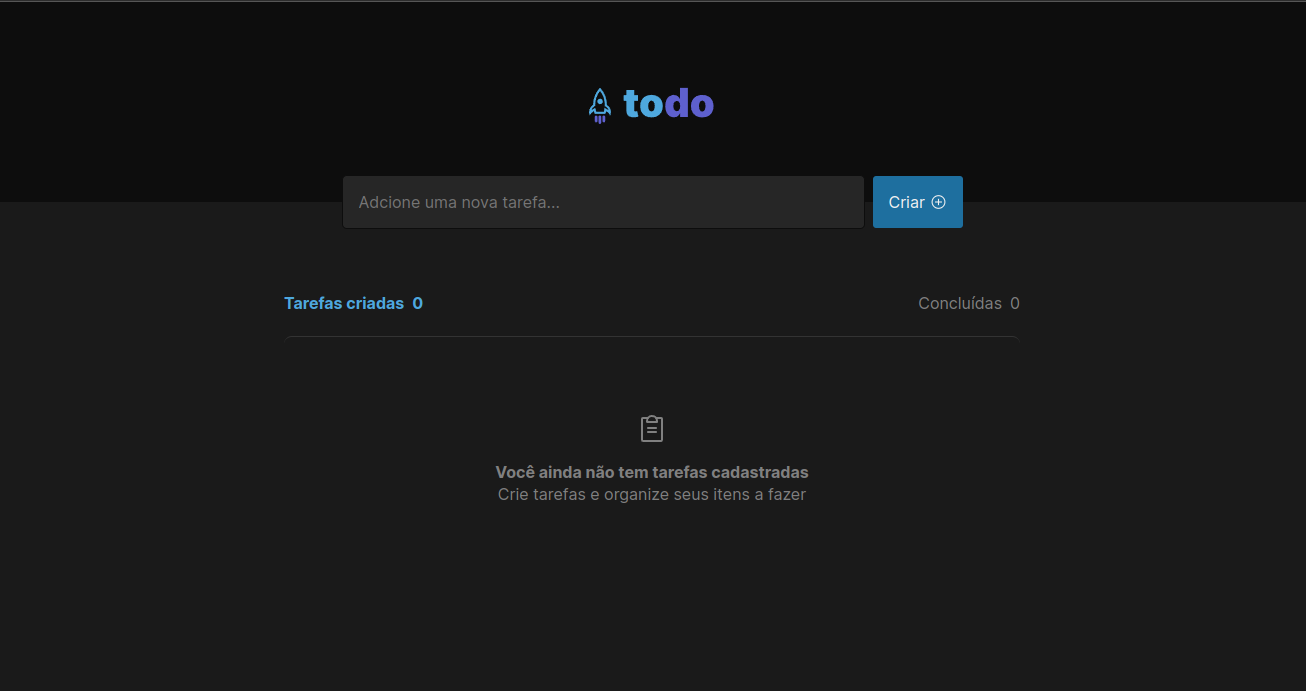 todo
Adcione uma nova tarefa...
Criar
Tarefas criadas 0
Concluídas 0
Você ainda não tem tarefas cadastradas
Crie tarefas e organize seus itens a fazer